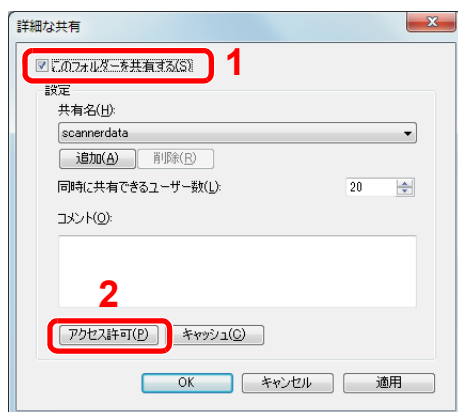 詳細な共有
このフォルダーを共有する(S)
1
設定
共有名(H):
scannerdata
追加(A) 削除(R)
同時に共有できるユーザー数(L): 20
コメント(O):
2
アクセス許可(P) キャッシュ(C)
OK キャンセル 適用